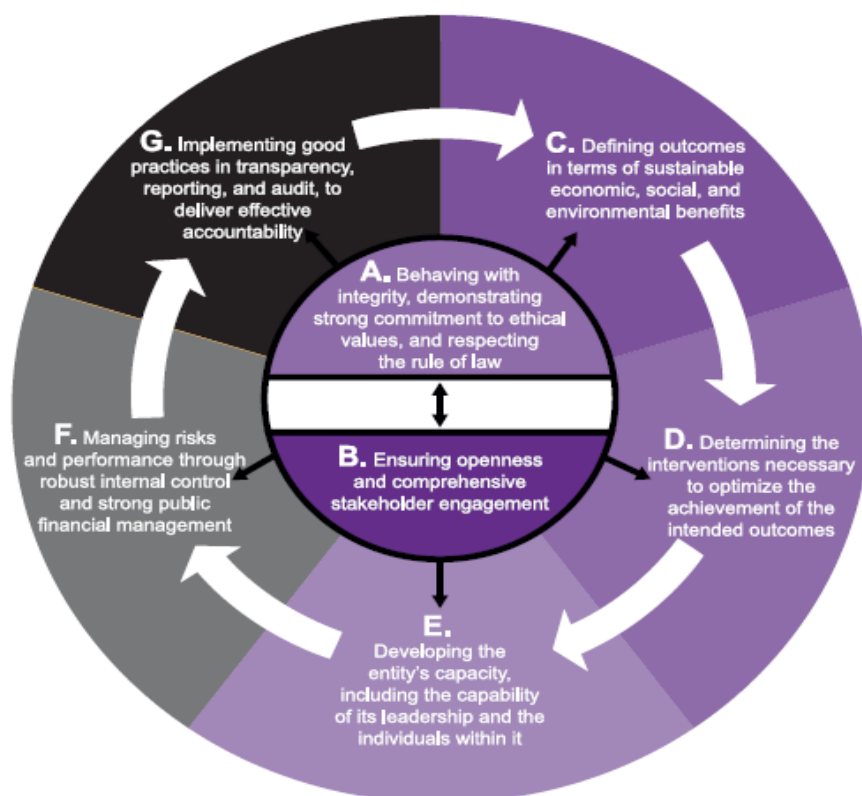 G. Implementing good
practices in transparency,
reporting, and audit, to
deliver effective
accountability
C. Defining outcomes
in terms of sustainable
economic, social, and
environmental benefits
A. Behaving with
integrity, demonstrating
strong commitment to ethical
values, and respecting
the rule of law
B. Ensuring openness
and comprehensive
stakeholder engagement
D. Determining the
interventions necessary
to optimize the
achievement of the
intended outcomes
E.
Developing the
entity's capacity,
including the capability
of its leadership and the
individuals within it
F. Managing risks
and performance through
robust internal control
and strong public
financial management